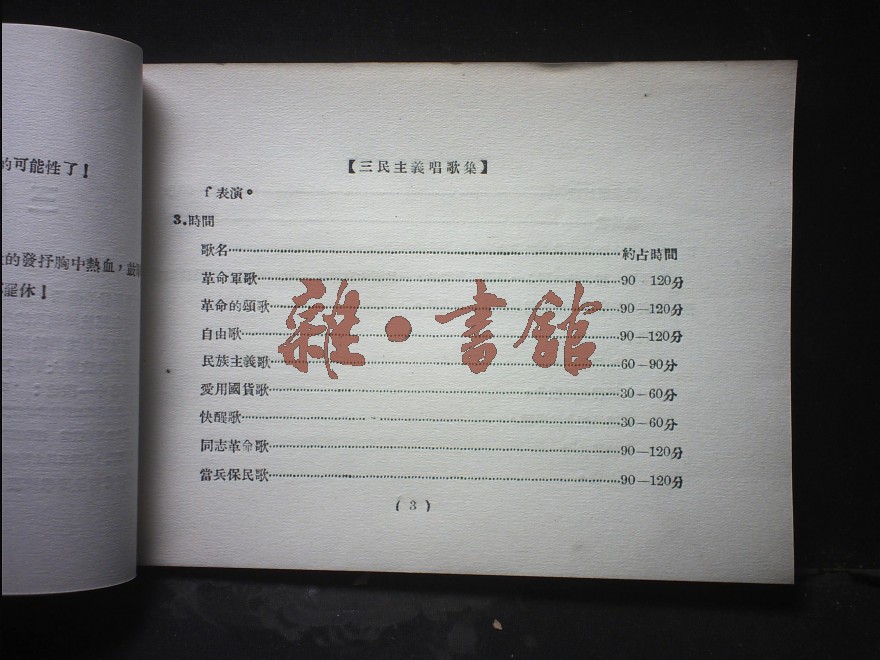 的可能性了！
的發抒胸中熱血，
罷休！
【三民主義唱歌集】
f 表演。
3.時間
歌名……………約占時間
革命軍歌……………90—120分
革命的頌歌……………90—120分
自由歌……………90—120分
民族主義歌……………60—90分
愛用國貨歌……………30—60分
快醒歌……………30—60分
同志革命歌……………90—120分
當兵保民歌……………90—120分
( 3 )
雜•書館